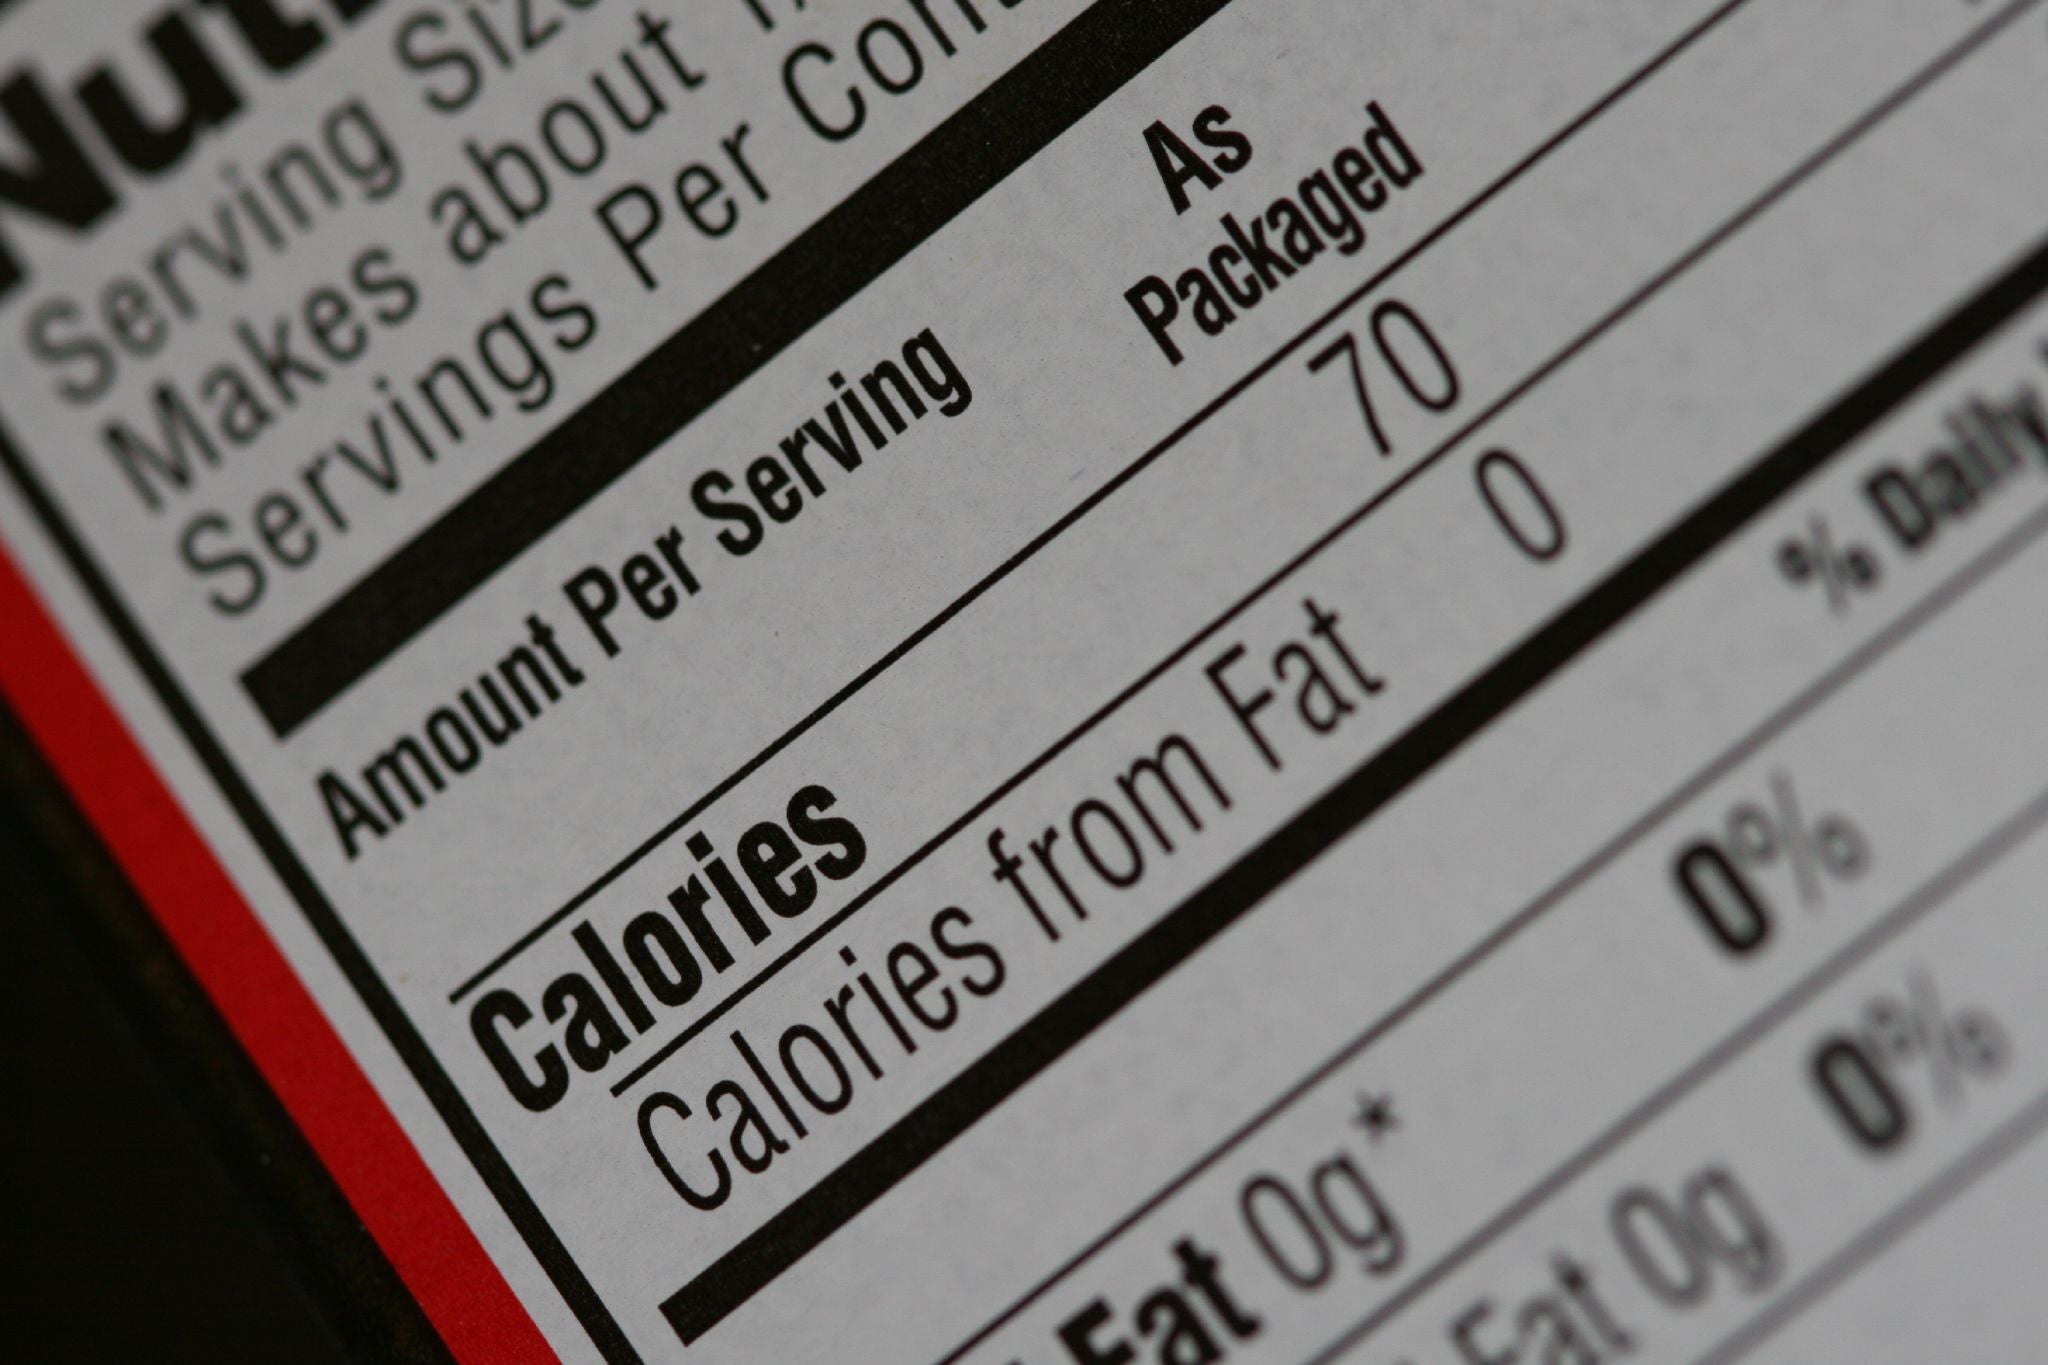 Serving Size
Makes about
Servings Per
Amount Per Serving
As
Packaged
Calories 70
Calories from Fat 0
% Daily
Fat 0g* 0%
Fat 0g 0%